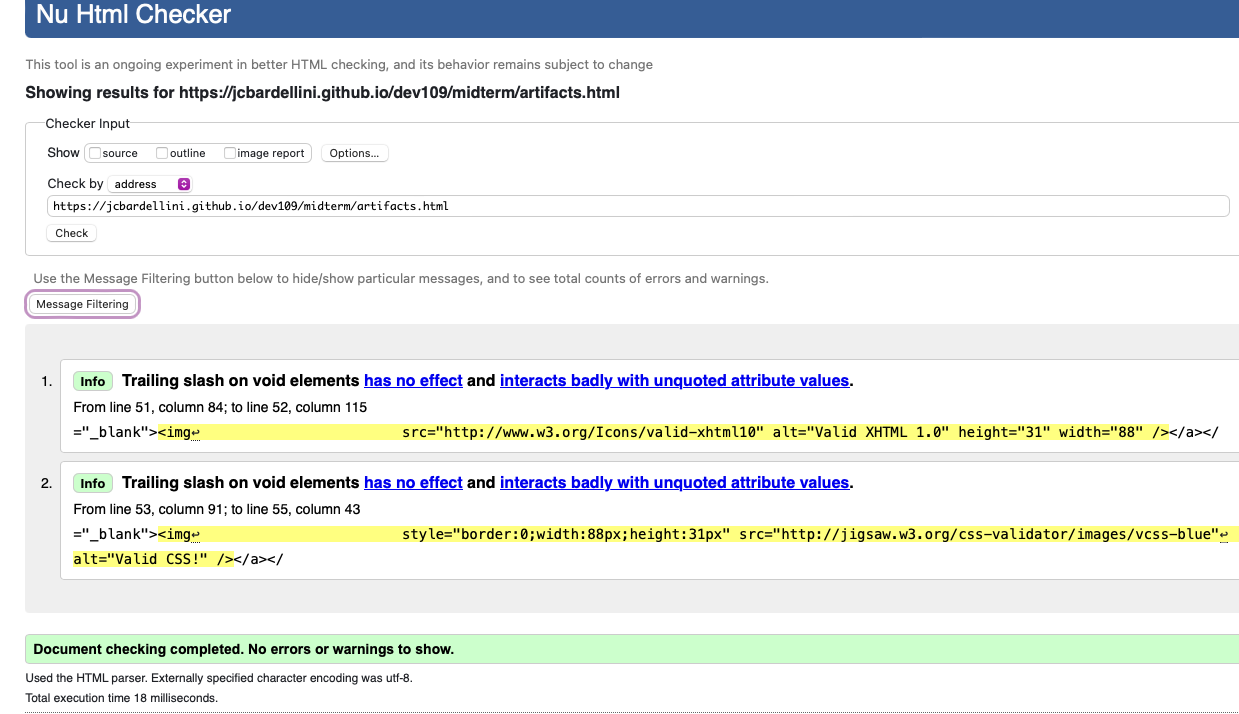 Nu Html Checker
This tool is an ongoing experiment in better HTML checking, and its behavior remains subject to change
Showing results for https://jcbardellini.github.io/dev109/midterm/artifacts.html
Checker Input
Show source outline image report Options...
Check by address
https://jcbardellini.github.io/dev109/midterm/artifacts.html
Check
Use the Message Filtering button below to hide/show particular messages, and to see total counts of errors and warnings.
Message Filtering
1. Info Trailing slash on void elements has no effect and interacts badly with unquoted attribute values.
From line 51, column 84; to line 52, column 115
="_blank"><img↩ src="http://www.w3.org/Icons/valid-xhtml10" alt="Valid XHTML 1.0" height="31" width="88" /></a></
2. Info Trailing slash on void elements has no effect and interacts badly with unquoted attribute values.
From line 53, column 91; to line 55, column 43
="_blank"><img↩ style="border:0;width:88px;height:31px" src="http://jigsaw.w3.org/css-validator/images/vcss-blue"↩
alt="Valid CSS!" /></a></
Document checking completed. No errors or warnings to show.
Used the HTML parser. Externally specified character encoding was utf-8.
Total execution time 18 milliseconds.